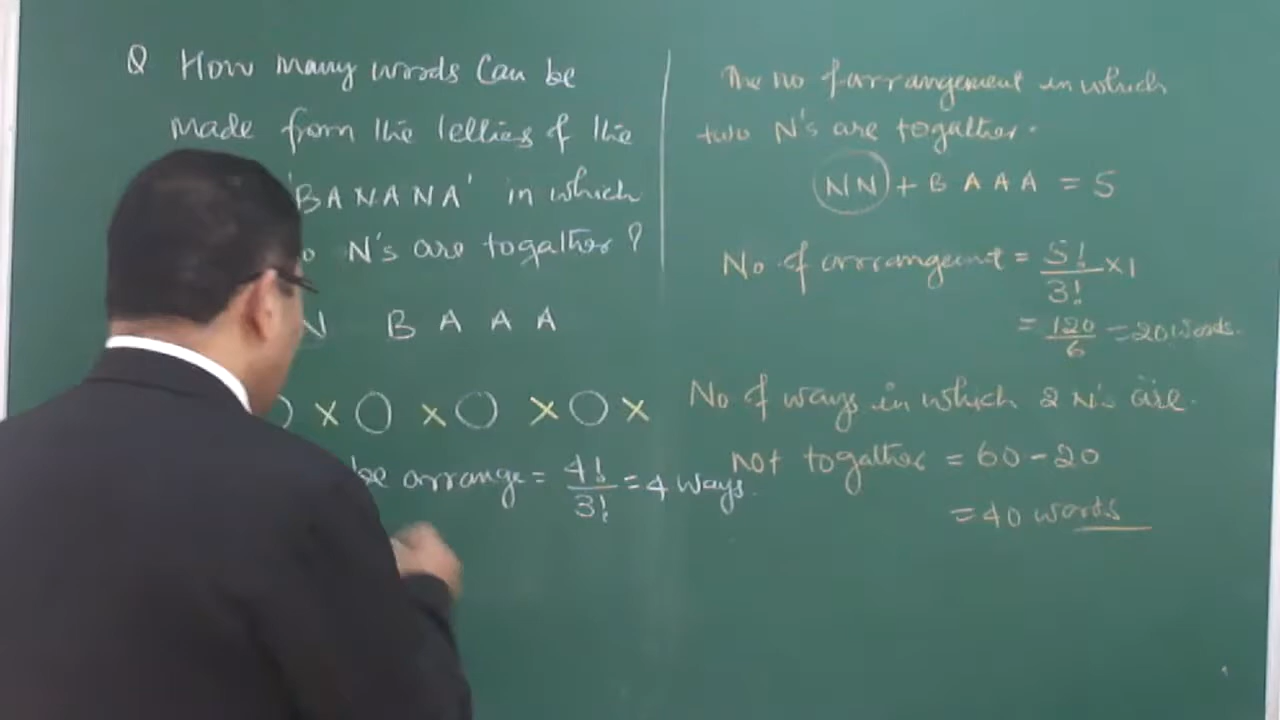 Q How many words can be
made from the letters of the
'BANANA' in which
N's are togather?
N B A A A
x O x O x O x
be arrange = 4!/3! = 4 ways.
The no of arrangement in which
two N's are togather.
NN + B A A A = 5
No of arrangement = 5!/3! x 1
= 120/6 = 20 words.
No of ways in which 2 N's are
not togather = 60 - 20
= 40 words